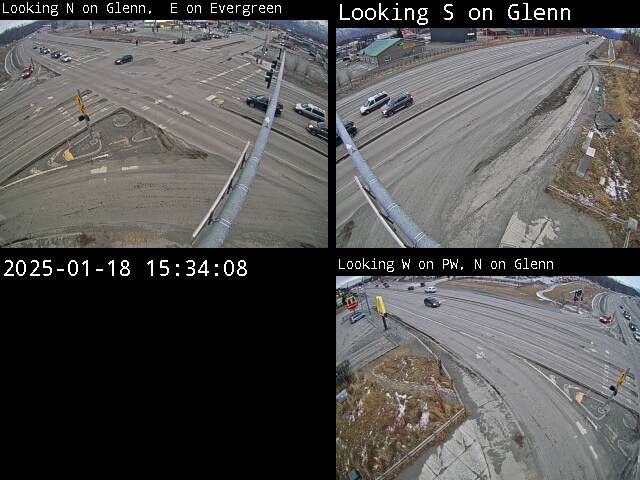 Looking N on Glenn,  E on Evergreen
Looking S on Glenn
2025-01-18 15:34:08
Looking W on PW, N on Glenn